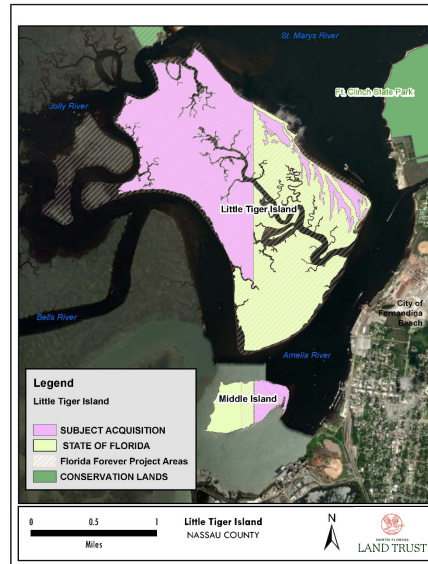 St. Marys River
Ft. Clinch State Park
Jolly River
Little Tiger Island
City of
Fernandina
Beach
Bells River
Amelia River
Middle Island
Legend
Little Tiger Island
SUBJECT ACQUISITION
STATE OF FLORIDA
Florida Forever Project Areas
CONSERVATION LANDS
0 0.5 1
Miles
Little Tiger Island
NASSAU COUNTY
N
NORTH FLORIDA
LAND TRUST